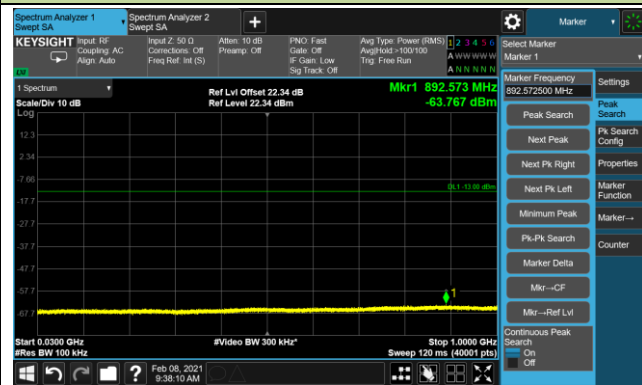 Spectrum Analyzer 1
Swept SA
Spectrum Analyzer 2
Swept SA
+
Marker
KEYSIGHT
Input: RF
Coupling: AC
Align: Auto
Input Z: 50 Ω
Corrections: Off
Freq Ref: Int (S)
Atten: 10 dB
Preamp: Off
PNO: Fast
Gate: Off
IF Gain: Low
Sig Track: Off
Avg Type: Power (RMS)
Avg|Hold:>100/100
Trig: Free Run
1 2 3 4 5 6
A W W W W W
A N N N N N
Select Marker
Marker 1
1 Spectrum
Scale/Div 10 dB
Log
Ref Lvl Offset 22.34 dB
Ref Level 22.34 dBm
Mkr1 892.573 MHz
-63.767 dBm
12.3
2.34
-7.66
-17.7
-27.7
-37.7
-47.7
-57.7
-67.7
DL1 -13.00 dBm
1
Start 0.0300 GHz
#Res BW 100 kHz
#Video BW 300 kHz*
Stop 1.0000 GHz
Sweep 120 ms (40001 pts)
Marker Frequency
892.572500 MHz
Peak Search
Next Peak
Next Pk Right
Next Pk Left
Minimum Peak
Pk-Pk Search
Marker Delta
Mkr→CF
Mkr→Ref Lvl
Continuous Peak
Search
On
Off
Settings
Peak
Search
Pk Search
Config
Properties
Marker
Function
Marker→
Counter
?
Feb 08, 2021
9:38:10 AM